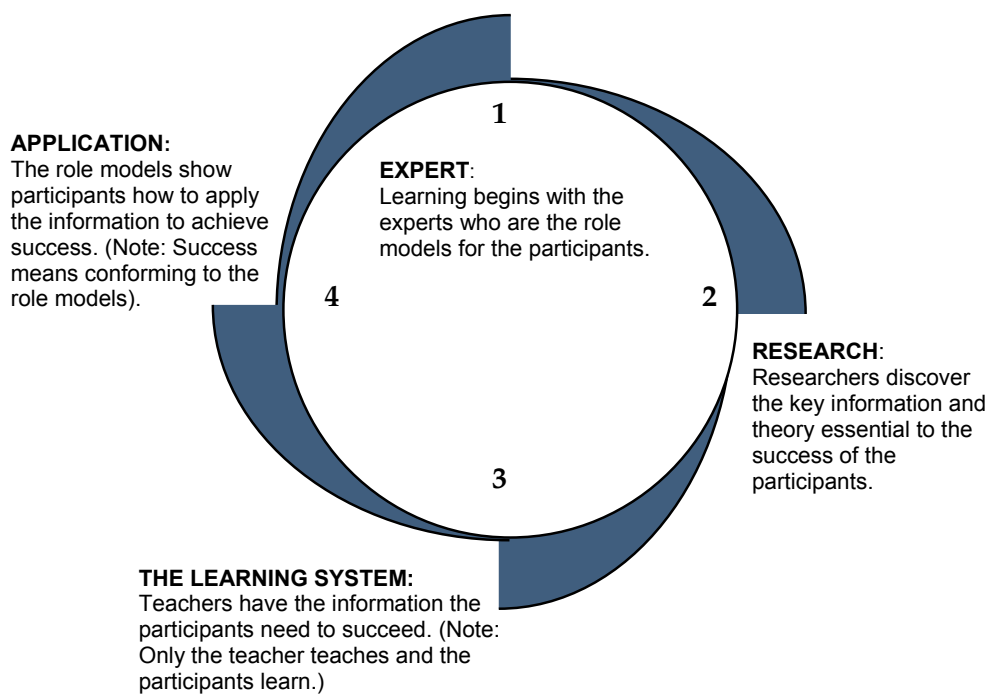 1
EXPERT:
Learning begins with the
experts who are the role
models for the participants.
2
RESEARCH:
Researchers discover
the key information and
theory essential to the
success of the
participants.
3
THE LEARNING SYSTEM:
Teachers have the information the
participants need to succeed. (Note:
Only the teacher teaches and the
participants learn.)
4
APPLICATION:
The role models show
participants how to apply
the information to achieve
success. (Note: Success
means conforming to the
role models).